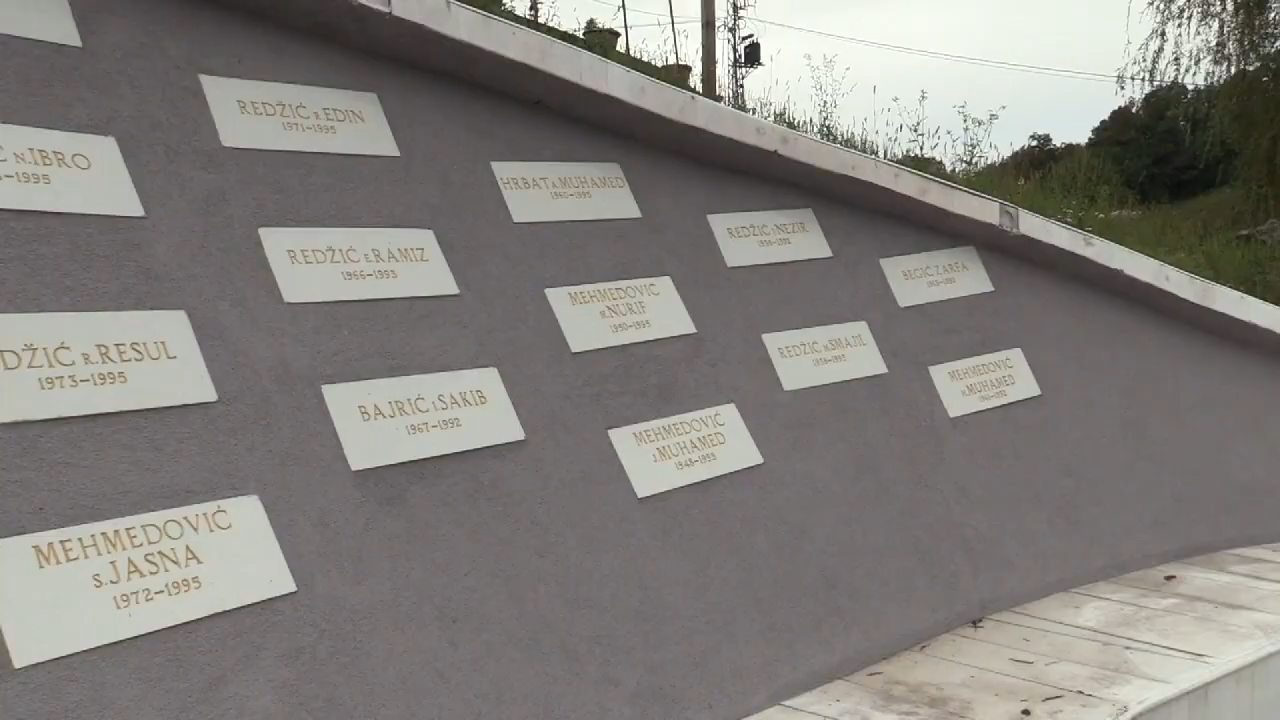 REDŽIĆ R.EDIN
1971-1995
N.IBRO
-1995
HRBAT A.MUHAMED
1960-1995
REDŽIĆ E.RAMIZ
1966-1993
REDŽIĆ NEZIR
BEGIĆ ZARFA
MEHMEDOVIĆ
NURIF
1950-1995
DŽIĆ R.RESUL
1973-1995
REDŽIĆ SMAJIL
BAJRIĆ I.SAKIB
1967-1992
MEHMEDOVIĆ
MUHAMED
MEHMEDOVIĆ
J.MUHAMED
MEHMEDOVIĆ
S.JASNA
1972-1995